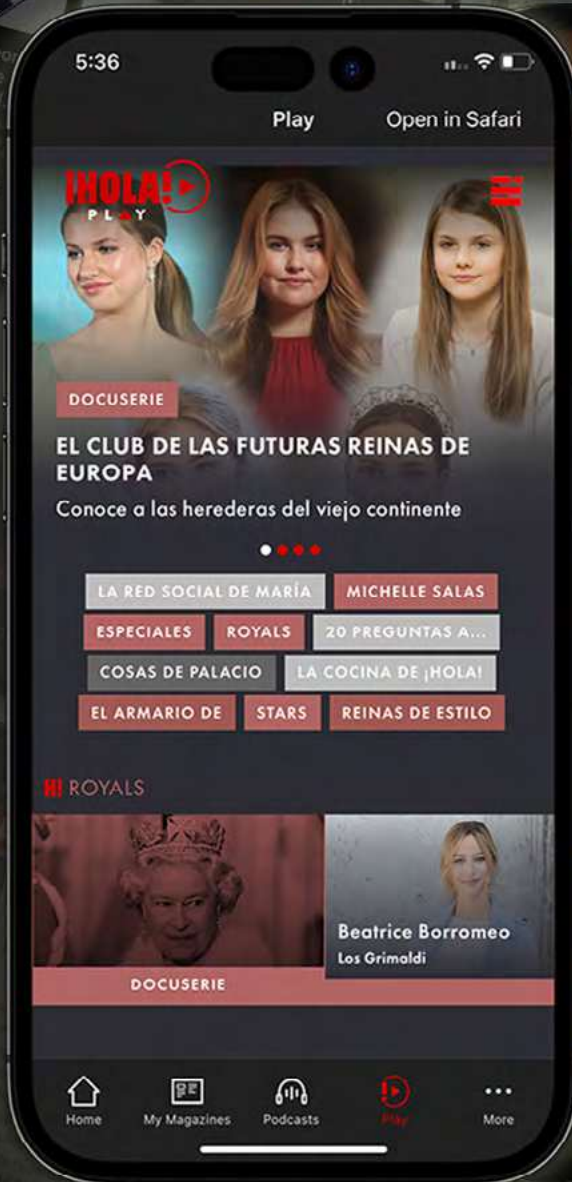 5:36
Play
Open in Safari
¡HOLA!
PLAY
DOCUSERIE
EL CLUB DE LAS FUTURAS REINAS DE
EUROPA
Conoce a las herederas del viejo continente
LA RED SOCIAL DE MARÍA
MICHELLE SALAS
ESPECIALES
ROYALS
20 PREGUNTAS A...
COSAS DE PALACIO
LA COCINA DE ¡HOLA!
EL ARMARIO DE
STARS
REINAS DE ESTILO
H! ROYALS
Beatrice Borromeo
Los Grimaldi
DOCUSERIE
Home
My Magazines
Podcasts
Play
More